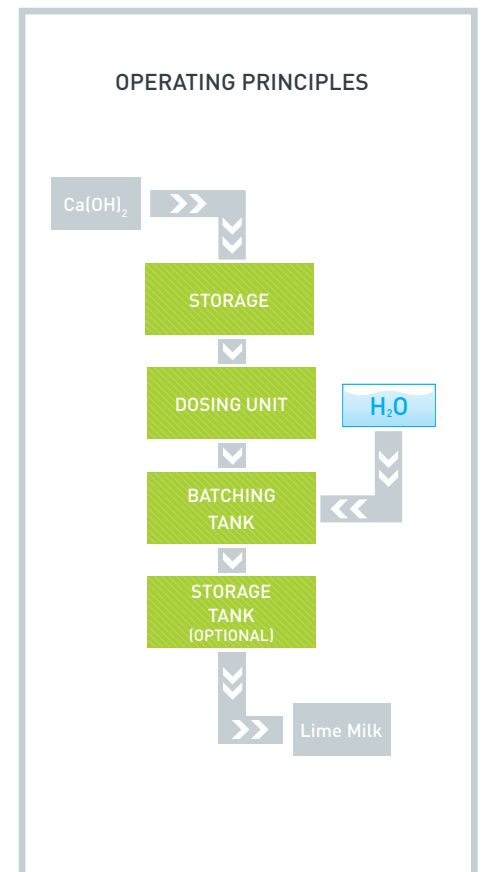 OPERATING PRINCIPLES
Ca(OH)₂
STORAGE
DOSING UNIT
H₂O
BATCHING
TANK
STORAGE
TANK
(OPTIONAL)
Lime Milk